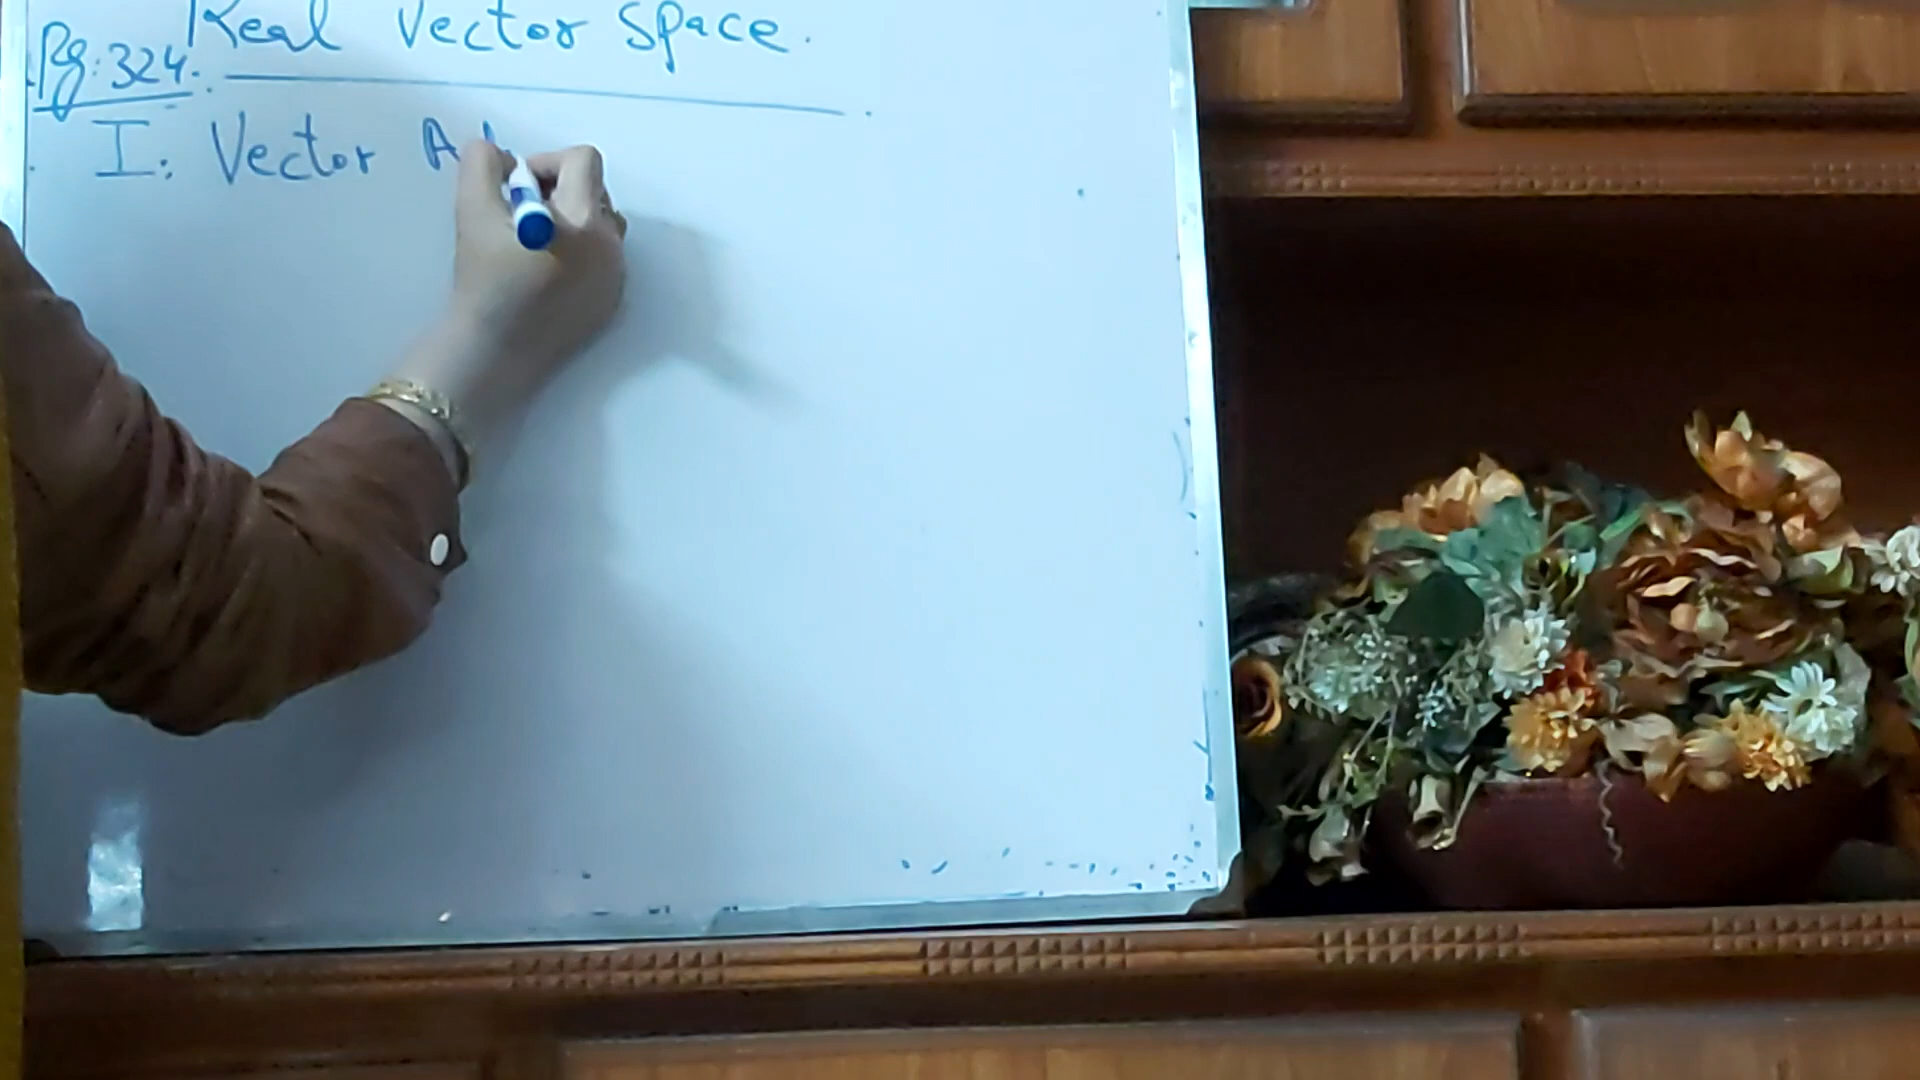 Real Vector Space.
Pg: 324.
I: Vector A